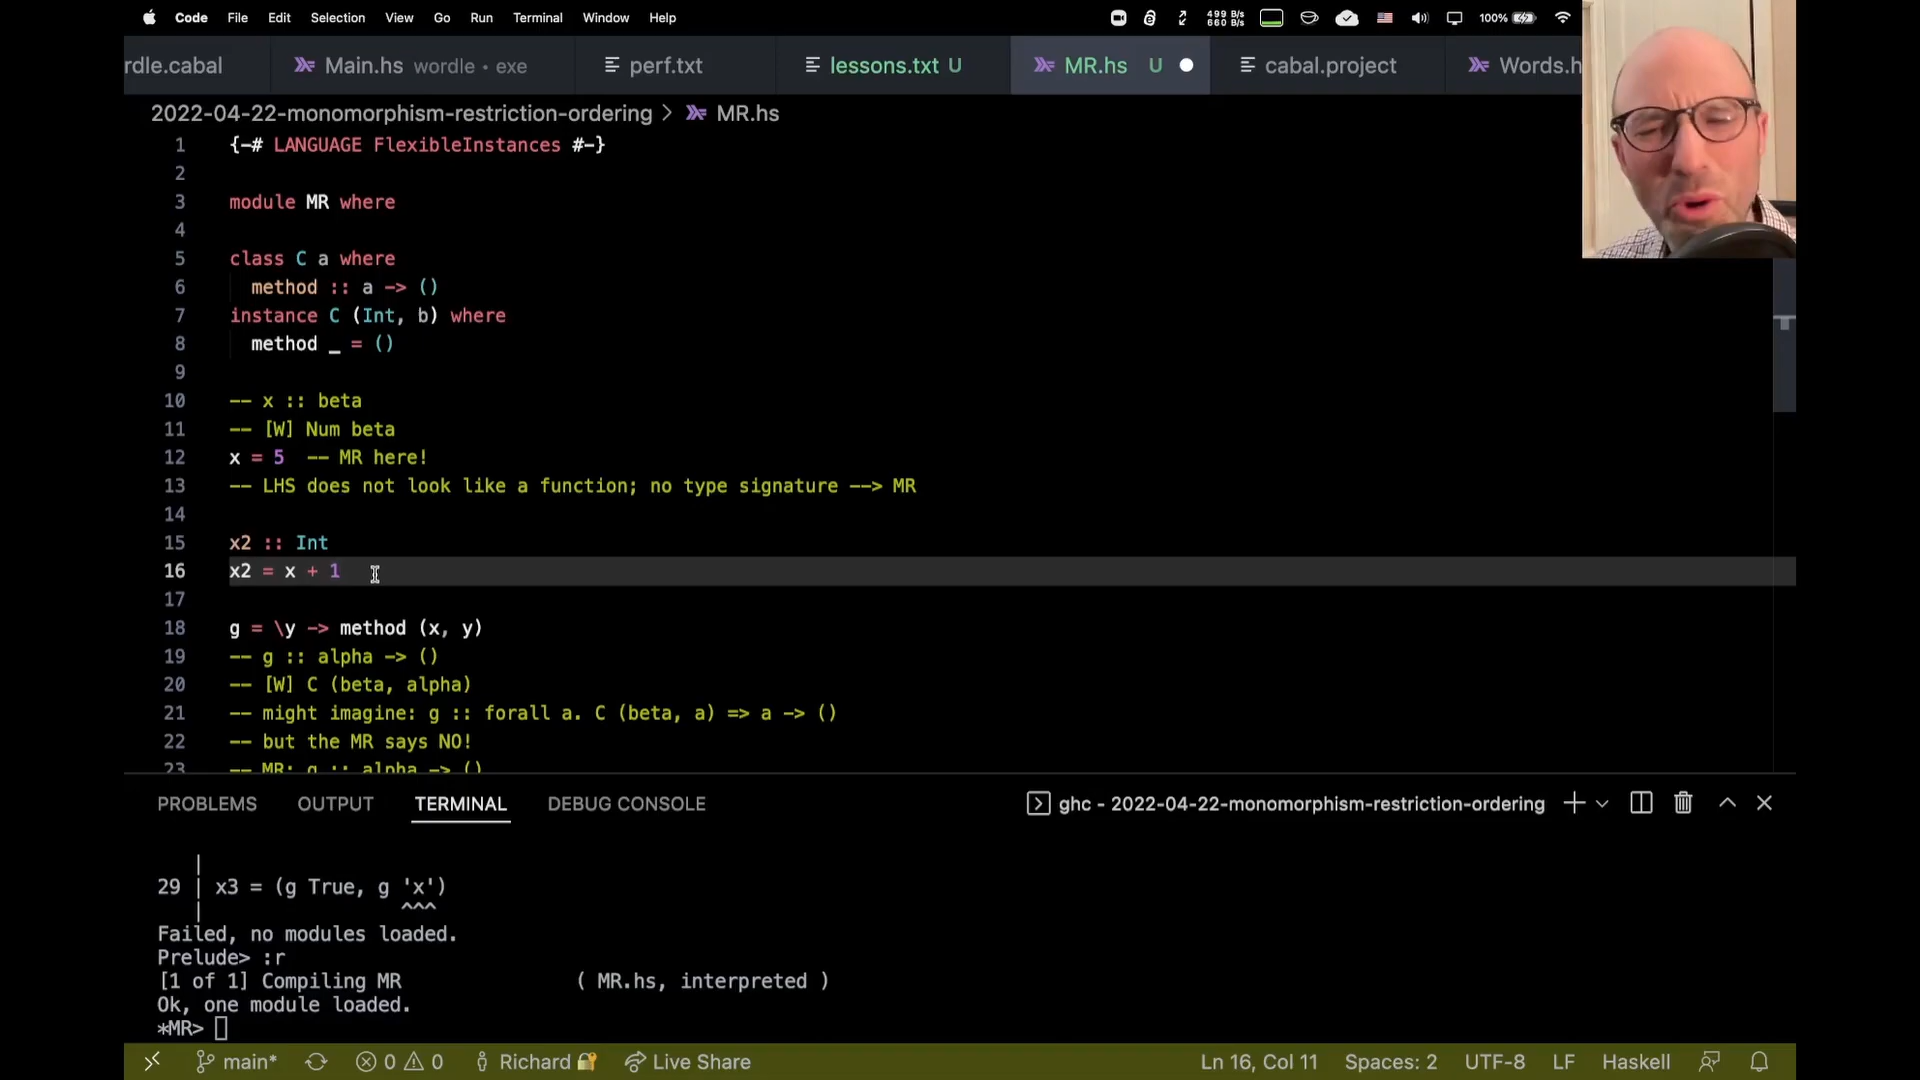 Code File Edit Selection View Go Run Terminal Window Help 499 B/s 660 B/s 100%
rdle.cabal Main.hs wordle • exe perf.txt lessons.txt U MR.hs U cabal.project Words.h
2022-04-22-monomorphism-restriction-ordering > MR.hs
1 {-# LANGUAGE FlexibleInstances #-}
2
3 module MR where
4
5 class C a where
6 method :: a -> ()
7 instance C (Int, b) where
8 method _ = ()
9
10 -- x :: beta
11 -- [W] Num beta
12 x = 5 -- MR here!
13 -- LHS does not look like a function; no type signature --> MR
14
15 x2 :: Int
16 x2 = x + 1
17
18 g = \y -> method (x, y)
19 -- g :: alpha -> ()
20 -- [W] C (beta, alpha)
21 -- might imagine: g :: forall a. C (beta, a) => a -> ()
22 -- but the MR says NO!
23 -- MR: g :: alpha -> ()
PROBLEMS OUTPUT TERMINAL DEBUG CONSOLE ghc - 2022-04-22-monomorphism-restriction-ordering
|
29 | x3 = (g True, g 'x')
| ^^^
Failed, no modules loaded.
Prelude> :r
[1 of 1] Compiling MR ( MR.hs, interpreted )
Ok, one module loaded.
*MR>
main* 0 0 Richard Live Share Ln 16, Col 11 Spaces: 2 UTF-8 LF Haskell